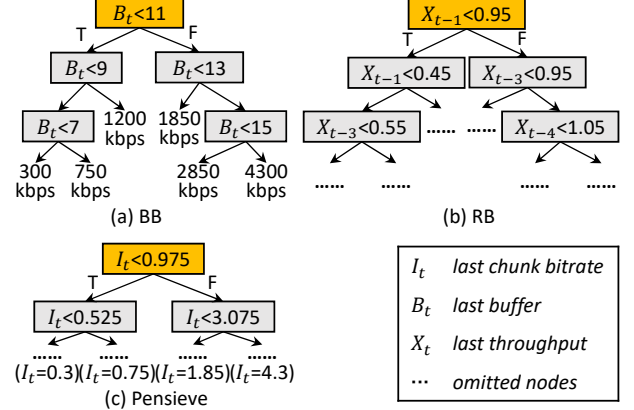 B_t<11
T F
B_t<9 B_t<13
B_t<7 1200 kbps 1850 kbps B_t<15
300 kbps 750 kbps 2850 kbps 4300 kbps
(a) BB
X_{t−1}<0.95
T F
X_{t−1}<0.45 X_{t−3}<0.95
X_{t−3}<0.55 ...... ...... X_{t−4}<1.05
...... ...... ...... ......
(b) RB
I_t<0.975
T F
I_t<0.525 I_t<3.075
...... ...... ...... ......
(I_t=0.3)(I_t=0.75)(I_t=1.85)(I_t=4.3)
(c) Pensieve
I_t last chunk bitrate
B_t last buffer
X_t last throughput
··· omitted nodes